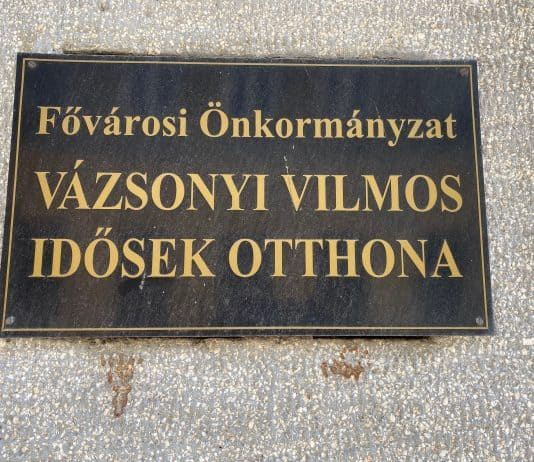 Fővárosi Önkormányzat
VÁZSONYI VILMOS
IDŐSEK OTTHONA